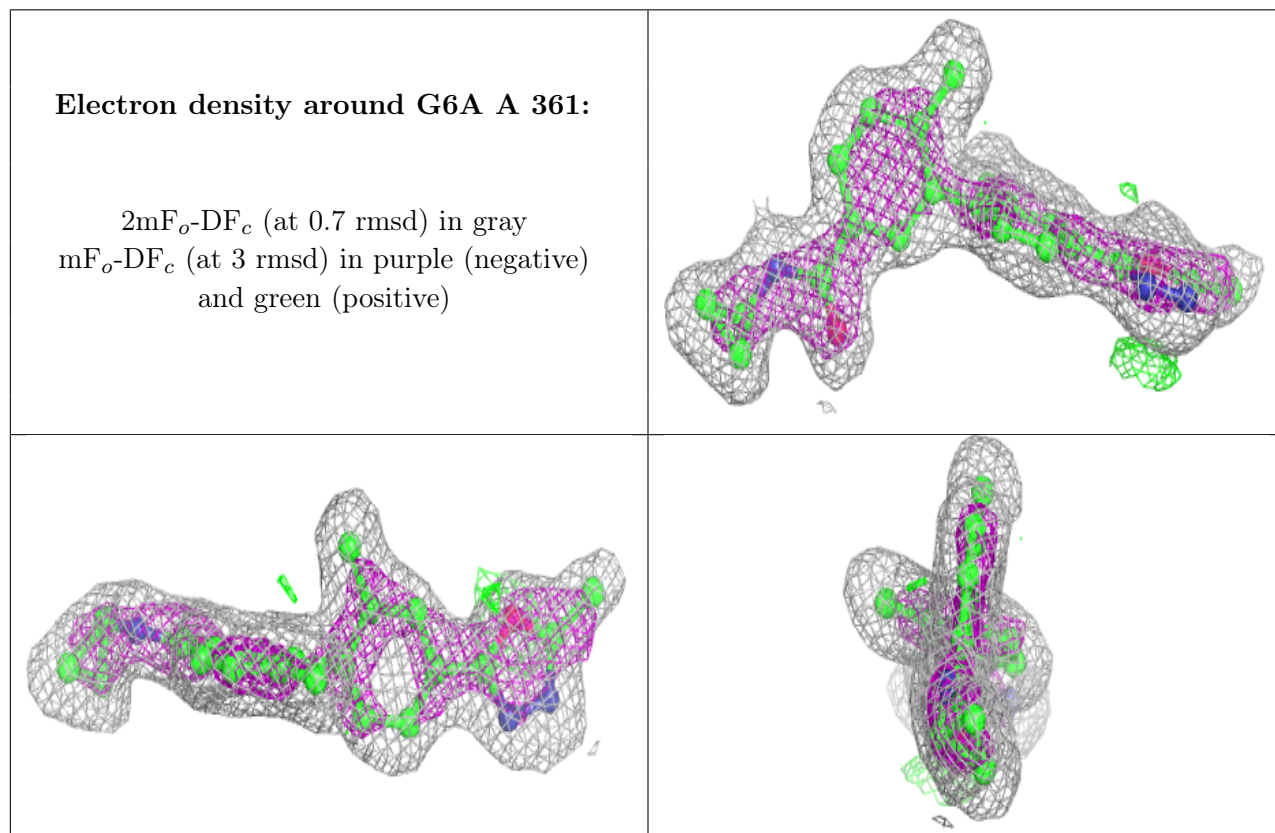 Electron density around G6A A 361:
2mFo-DFc (at 0.7 rmsd) in gray
mFo-DFc (at 3 rmsd) in purple (negative)
and green (positive)